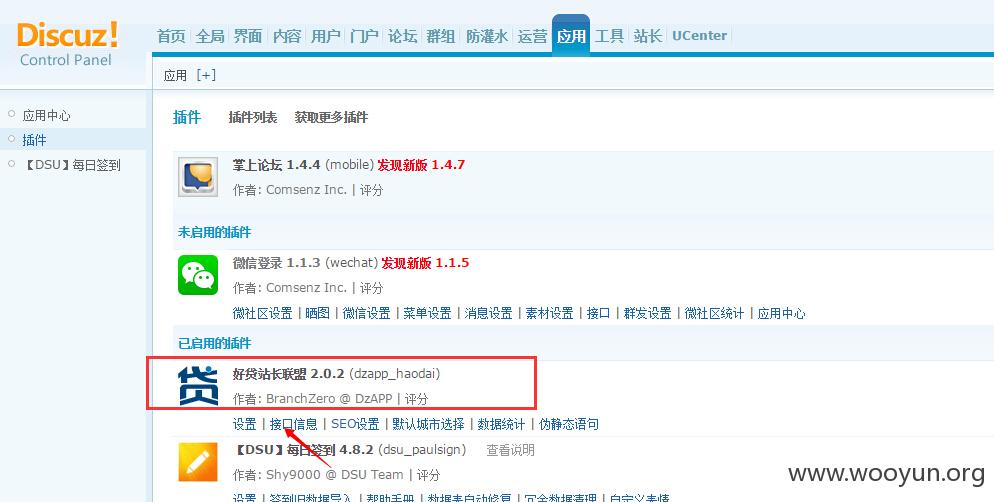 Discuz!
Control Panel
首页 全局 界面 内容 用户 门户 论坛 群组 防灌水 运营 应用 工具 站长 UCenter
应用 [+]
应用中心
插件
【DSU】每日签到
插件 插件列表 获取更多插件
掌上论坛 1.4.4 (mobile) 发现新版 1.4.7
作者: Comsenz Inc. | 评分
未启用的插件
微信登录 1.1.3 (wechat) 发现新版 1.1.5
作者: Comsenz Inc. | 评分
微社区设置 | 晒图 | 微信设置 | 菜单设置 | 消息设置 | 素材设置 | 接口 | 群发设置 | 微社区统计 | 应用中心
已启用的插件
贷
好贷站长联盟 2.0.2 (dzapp_haodai)
作者: BranchZero @ DzAPP | 评分
设置 | 接口信息 | SEO设置 | 默认城市选择 | 数据统计 | 伪静态语句
【DSU】每日签到 4.8.2 (dsu_paulsign) 查看说明
作者: Shy9000 @ DSU Team | 评分
设置 | 签到旧数据导入 | 帮助手册 | 数据表自动修复 | 冗余数据清理 | 自定义表情
www.wooyun.org